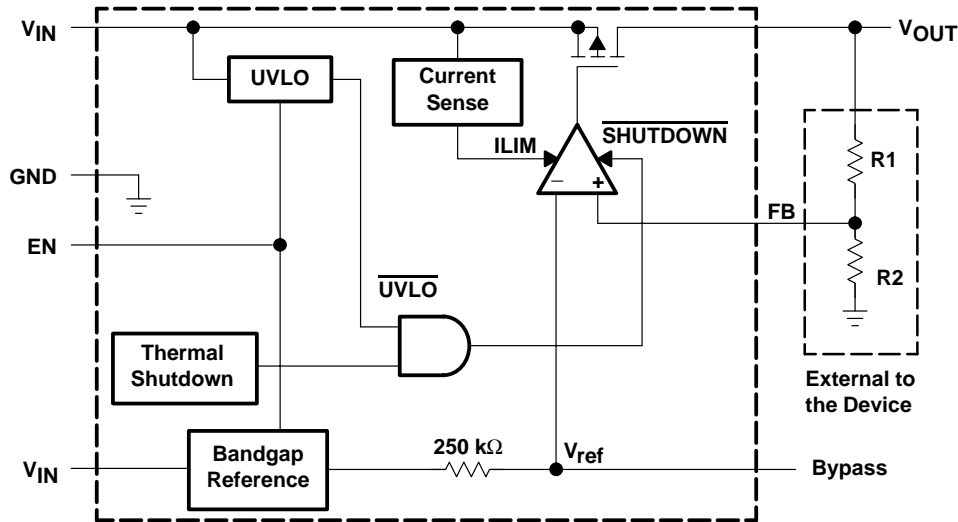 VIN
VOUT
UVLO
Current
Sense
SHUTDOWN
ILIM
R1
GND
− +
FB
EN
R2
UVLO
Thermal
Shutdown
External to
the Device
250 kΩ
Vref
VIN
Bandgap
Reference
Bypass